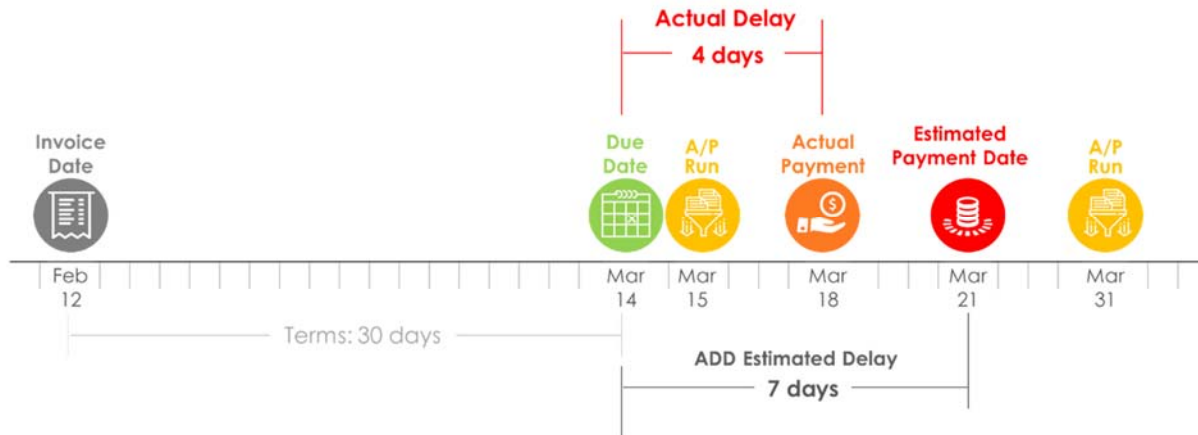 Actual Delay
4 days
Invoice
Date
Due
Date
A/P
Run
Actual
Payment
Estimated
Payment Date
A/P
Run
$
Feb
12
Mar
14
Mar
15
Mar
18
Mar
21
Mar
31
Terms: 30 days
ADD Estimated Delay
7 days